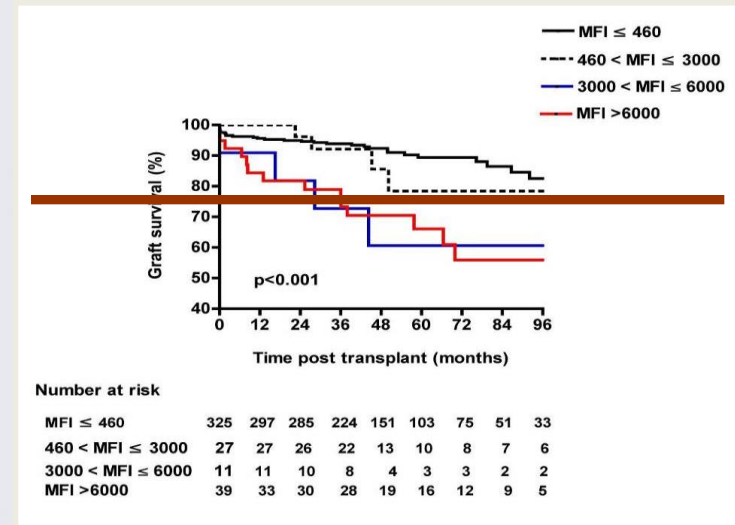 MFI ≤ 460
460 < MFI ≤ 3000
3000 < MFI ≤ 6000
MFI >6000
Graft survival (%)
100
90
80
70
60
50
40
p<0.001
0 12 24 36 48 60 72 84 96
Time post transplant (months)
Number at risk
MFI ≤ 460 325 297 285 224 151 103 75 51 33
460 < MFI ≤ 3000 27 27 26 22 13 10 8 7 6
3000 < MFI ≤ 6000 11 11 10 8 4 3 3 2 2
MFI >6000 39 33 30 28 19 16 12 9 5